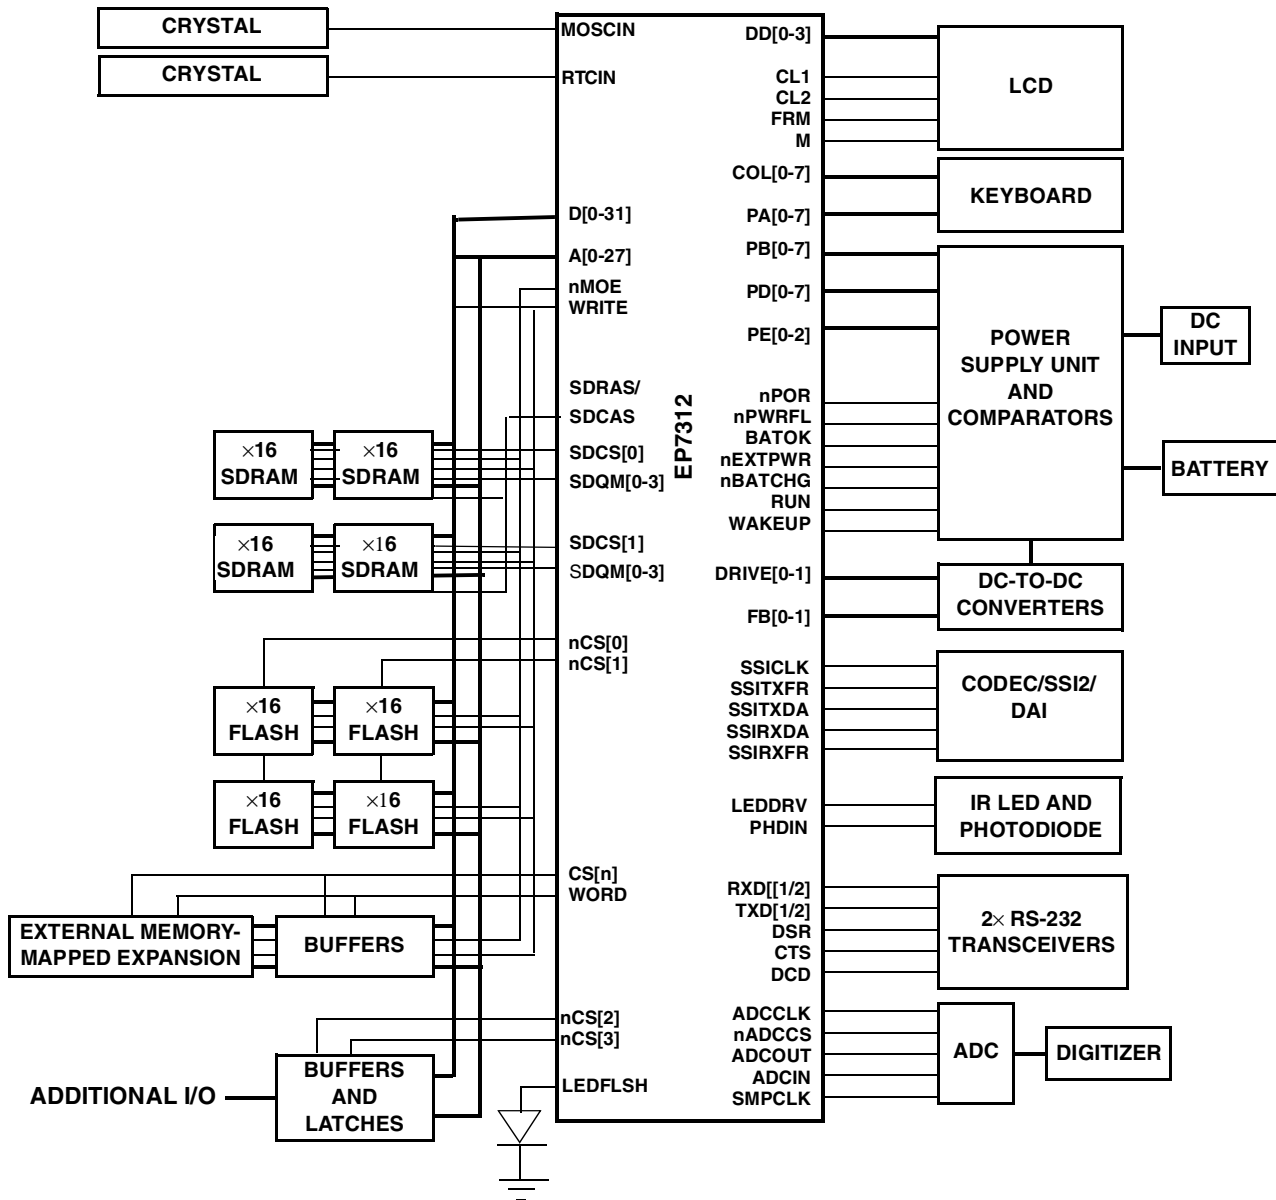 CRYSTAL
CRYSTAL
MOSCIN
RTCIN
D[0-31]
A[0-27]
nMOE
WRITE
SDRAS/
SDCAS
SDCS[0]
SDQM[0-3]
SDCS[1]
SDQM[0-3]
nCS[0]
nCS[1]
CS[n]
WORD
nCS[2]
nCS[3]
LEDFLSH
EP7312
DD[0-3]
CL1
CL2
FRM
M
COL[0-7]
PA[0-7]
PB[0-7]
PD[0-7]
PE[0-2]
nPOR
nPWRFL
BATOK
nEXTPWR
nBATCHG
RUN
WAKEUP
DRIVE[0-1]
FB[0-1]
SSICLK
SSITXFR
SSITXDA
SSIRXDA
SSIRXFR
LEDDRV
PHDIN
RXD[[1/2]
TXD[1/2]
DSR
CTS
DCD
ADCCLK
nADCCS
ADCOUT
ADCIN
SMPCLK
×16
SDRAM
×16
SDRAM
×16
SDRAM
×16
SDRAM
×16
FLASH
×16
FLASH
×16
FLASH
×16
FLASH
EXTERNAL MEMORY-
MAPPED EXPANSION
BUFFERS
ADDITIONAL I/O
BUFFERS
AND
LATCHES
LCD
KEYBOARD
POWER
SUPPLY UNIT
AND
COMPARATORS
DC
INPUT
BATTERY
DC-TO-DC
CONVERTERS
CODEC/SSI2/
DAI
IR LED AND
PHOTODIODE
2× RS-232
TRANSCEIVERS
ADC
DIGITIZER